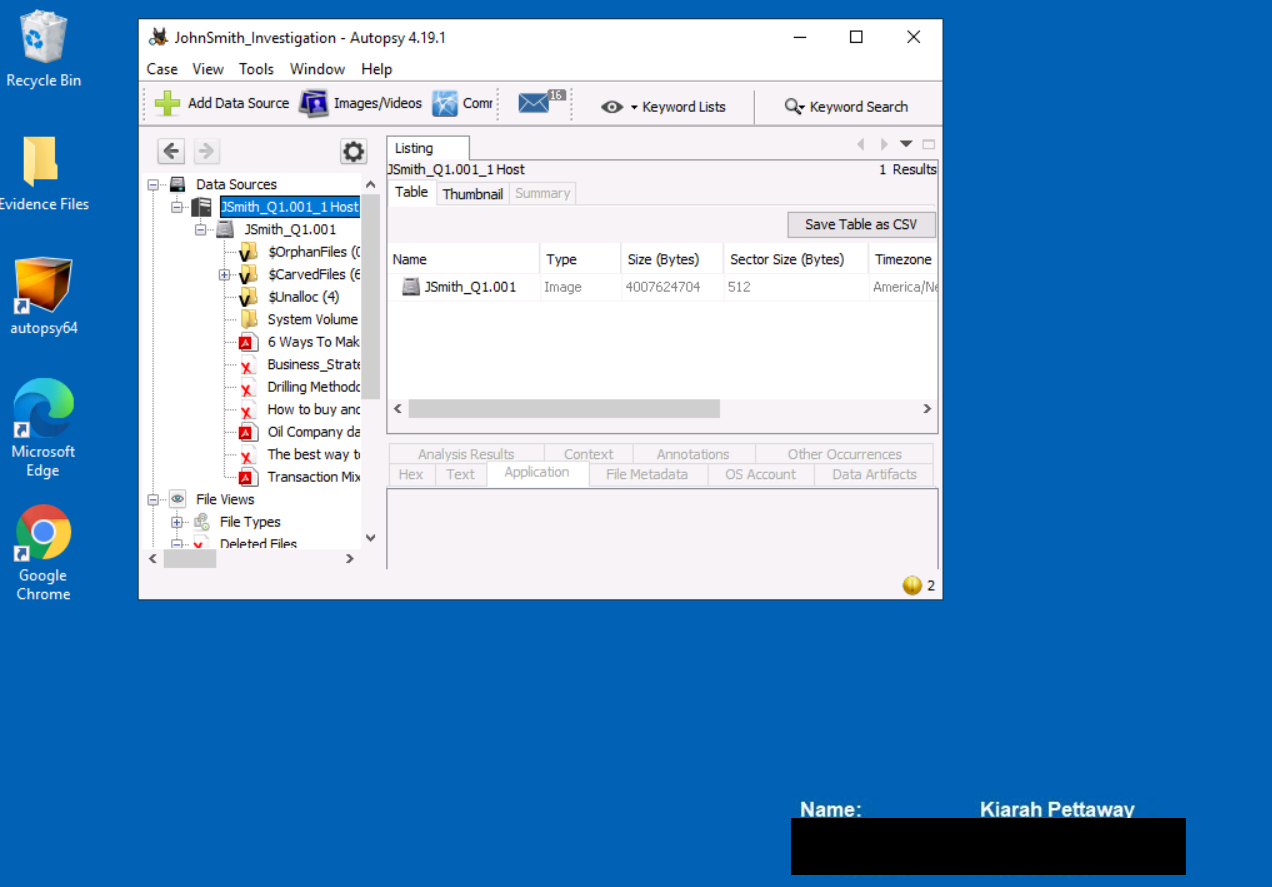 Recycle Bin
Evidence Files
autopsy64
Microsoft
Edge
Google
Chrome
JohnSmith_Investigation - Autopsy 4.19.1
Case View Tools Window Help
Add Data Source Images/Videos Comr 16 Keyword Lists Keyword Search
Data Sources
JSmith_Q1.001_1 Host
JSmith_Q1.001
$OrphanFiles (0
$CarvedFiles (6
$Unalloc (4)
System Volume
6 Ways To Mak
Business_Strate
Drilling Methodo
How to buy and
Oil Company da
The best way to
Transaction Mix
File Views
File Types
Deleted Files
Listing
JSmith_Q1.001_1 Host 1 Results
Table Thumbnail Summary
Save Table as CSV
Name Type Size (Bytes) Sector Size (Bytes) Timezone
JSmith_Q1.001 Image 4007624704 512 America/Ne
Analysis Results Context Annotations Other Occurrences
Hex Text Application File Metadata OS Account Data Artifacts
2
Name: Kiarah Pettaway